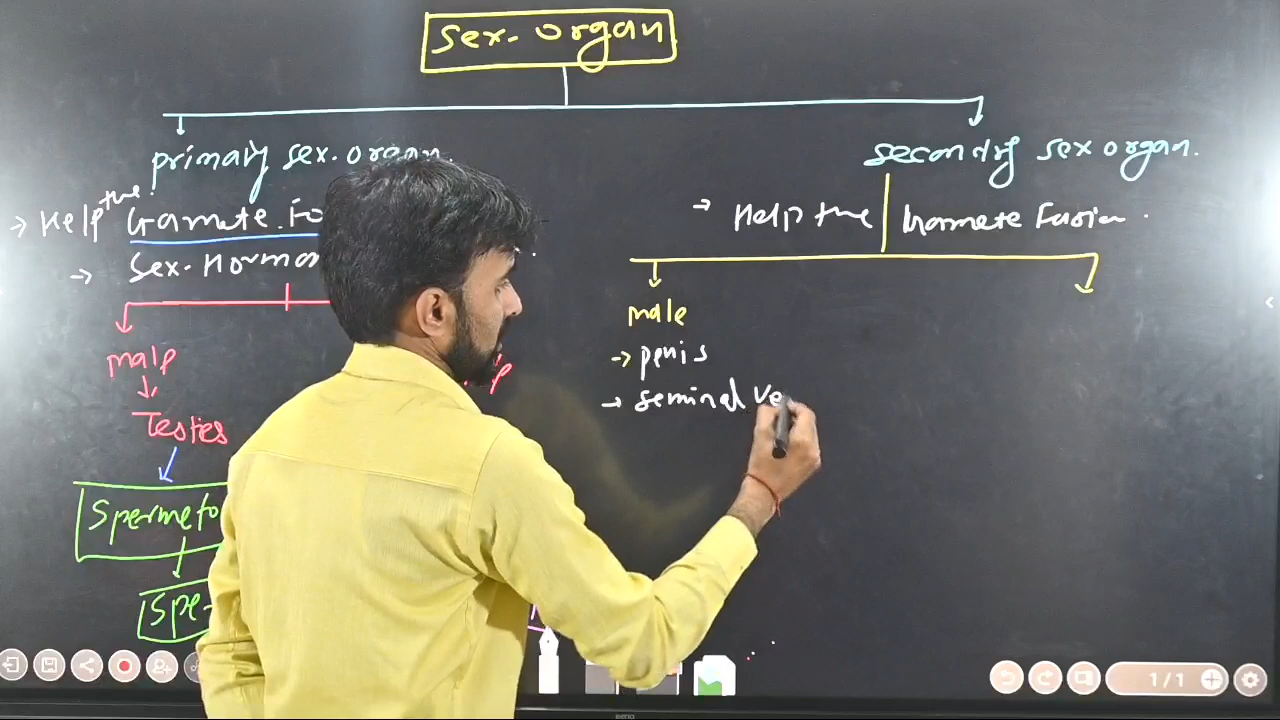 sex. organ
primary sex. organ.
secondry sex organ.
→ Help the Gamete. Fo
→ Help the Gamete Fusion.
→ Sex. Hormon
male
→ penis
→ seminal ve
male
Testes
Spermeto
Spe
1/1